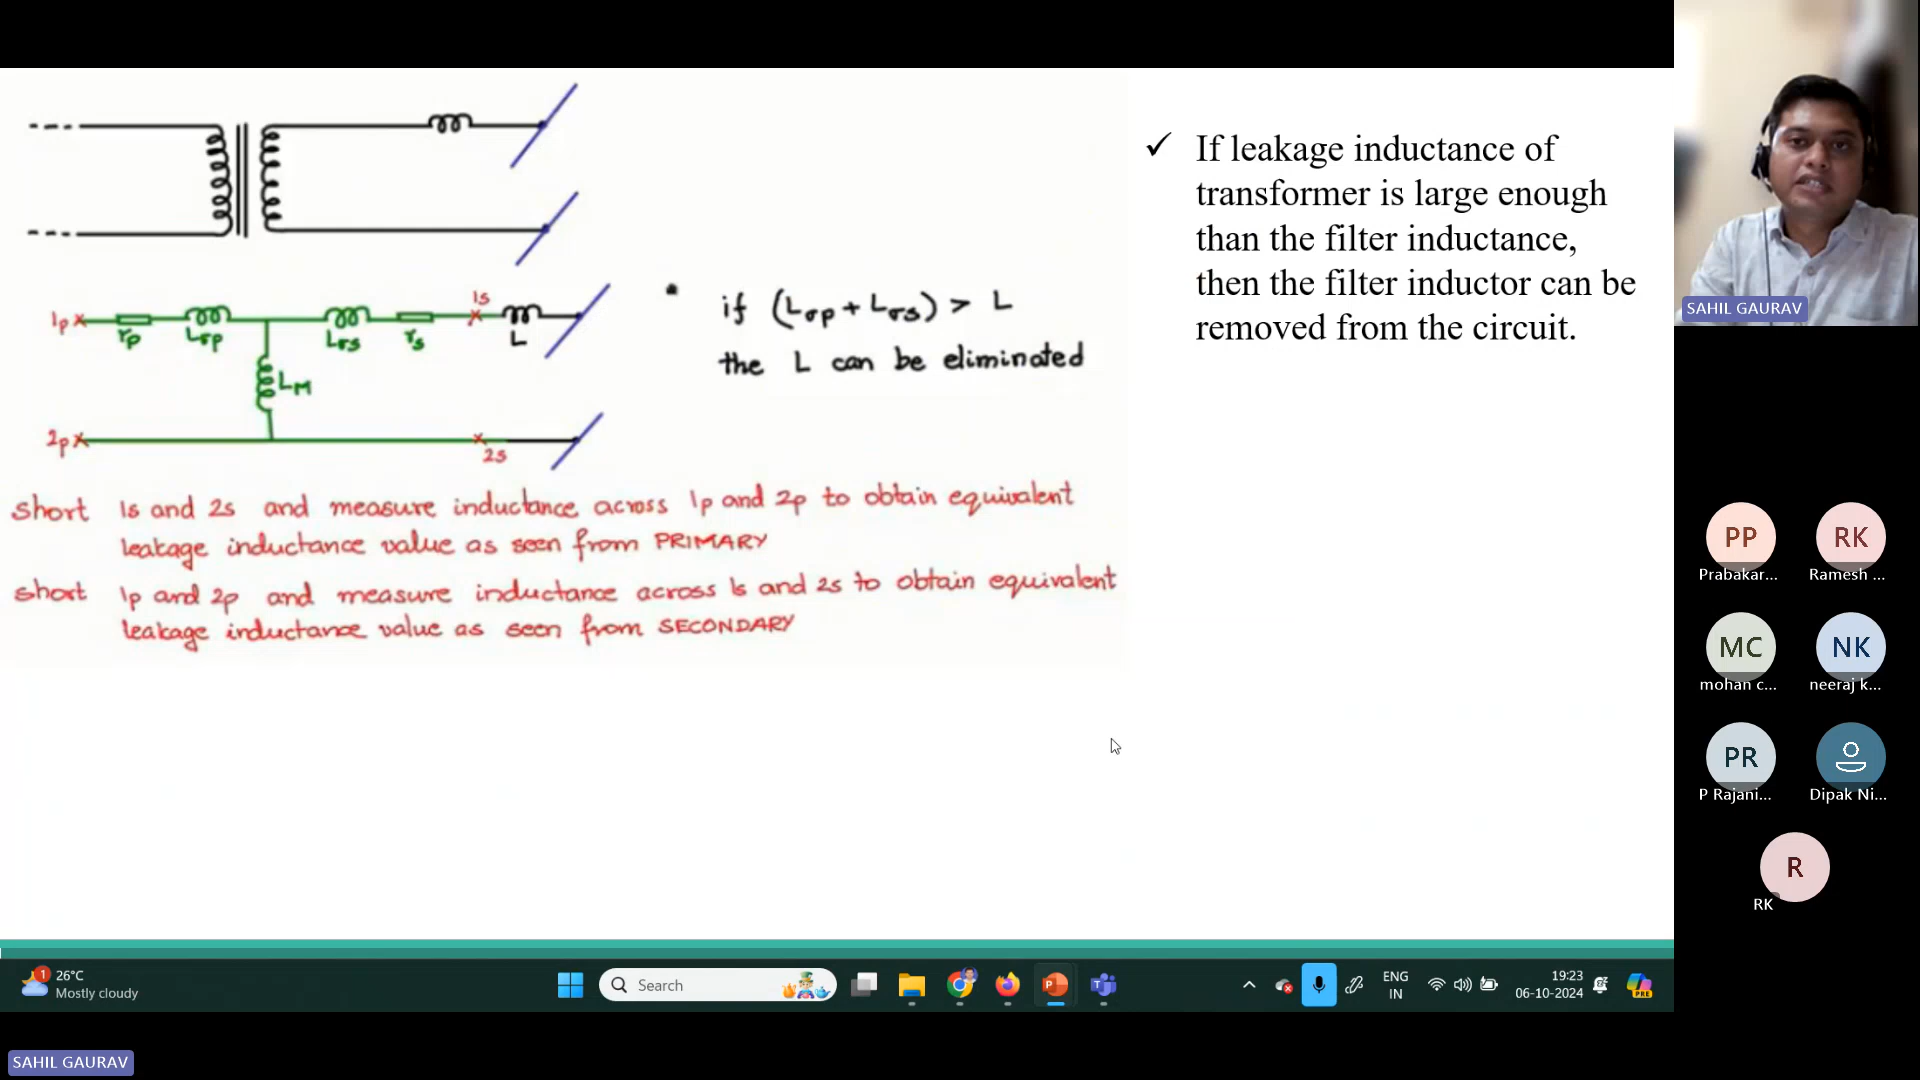 1s
1p
rp
Lσp
Lσs
rs
L
LM
2p
2s
if (Lσp + Lσs) > L
the L can be eliminated
short 1s and 2s and measure inductance across 1p and 2p to obtain equivalent
leakage inductance value as seen from PRIMARY
short 1p and 2p and measure inductance across 1s and 2s to obtain equivalent
leakage inductance value as seen from SECONDARY
✓ If leakage inductance of
transformer is large enough
than the filter inductance,
then the filter inductor can be
removed from the circuit.
SAHIL GAURAV
PP
Prabakar...
RK
Ramesh ...
MC
mohan c...
NK
neeraj k...
PR
P Rajani...
Dipak Ni...
R
RK
1
26°C
Mostly cloudy
Search
P
T
PRE
ENG
IN
19:23
06-10-2024
SAHIL GAURAV